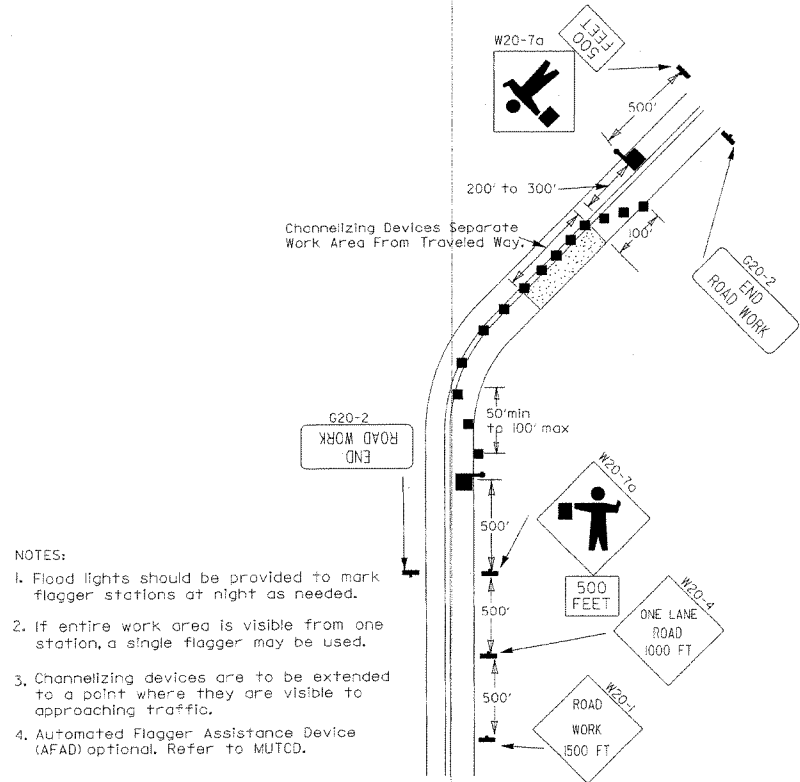 W20-7a
500
FEET
500'
200' to 300'
Channelizing Devices Separate
Work Area From Traveled Way.
100'
G20-2
END
ROAD WORK
G20-2
END
ROAD WORK
50'min
to 100' max
W20-7a
500'
500
FEET
500'
W20-4
ONE LANE
ROAD
1000 FT
500'
W20-1
ROAD
WORK
1500 FT
NOTES:
1. Flood lights should be provided to mark
flagger stations at night as needed.
2. If entire work area is visible from one
station, a single flagger may be used.
3. Channelizing devices are to be extended
to a point where they are visible to
approaching traffic.
4. Automated Flagger Assistance Device
(AFAD) optional. Refer to MUTCD.